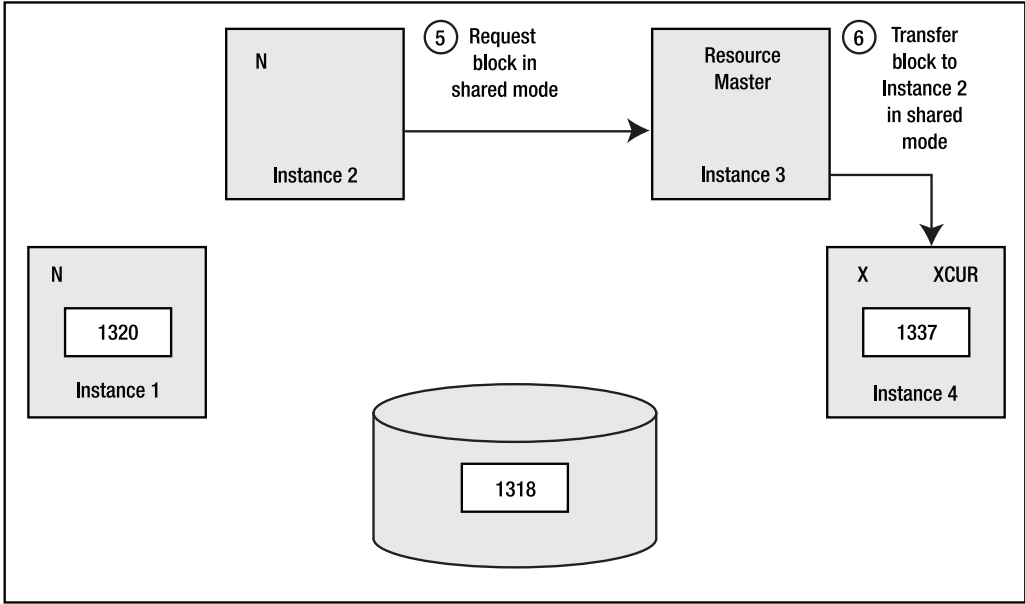 N
Instance 2
5
Request
block in
shared mode
Resource
Master
Instance 3
6
Transfer
block to
Instance 2
in shared
mode
N
1320
Instance 1
X XCUR
1337
Instance 4
1318